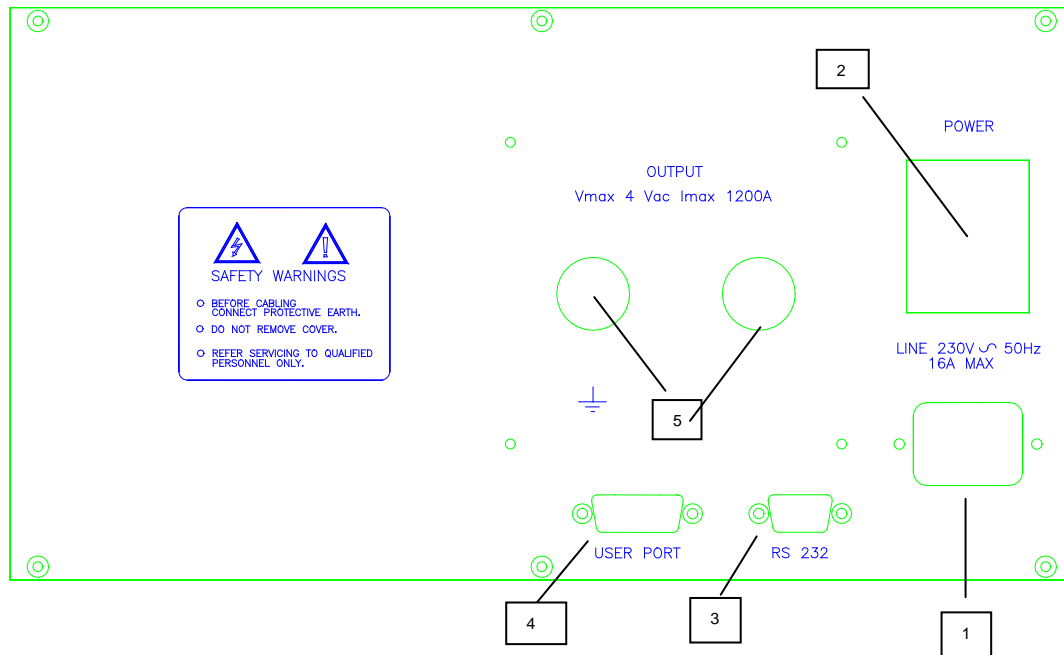 2
POWER
OUTPUT
Vmax 4 Vac Imax 1200A
SAFETY WARNINGS
BEFORE CABLING
CONNECT PROTECTIVE EARTH.
DO NOT REMOVE COVER.
REFER SERVICING TO QUALIFIED
PERSONNEL ONLY.
LINE 230V 50Hz
16A MAX
5
USER PORT
RS 232
4
3
1